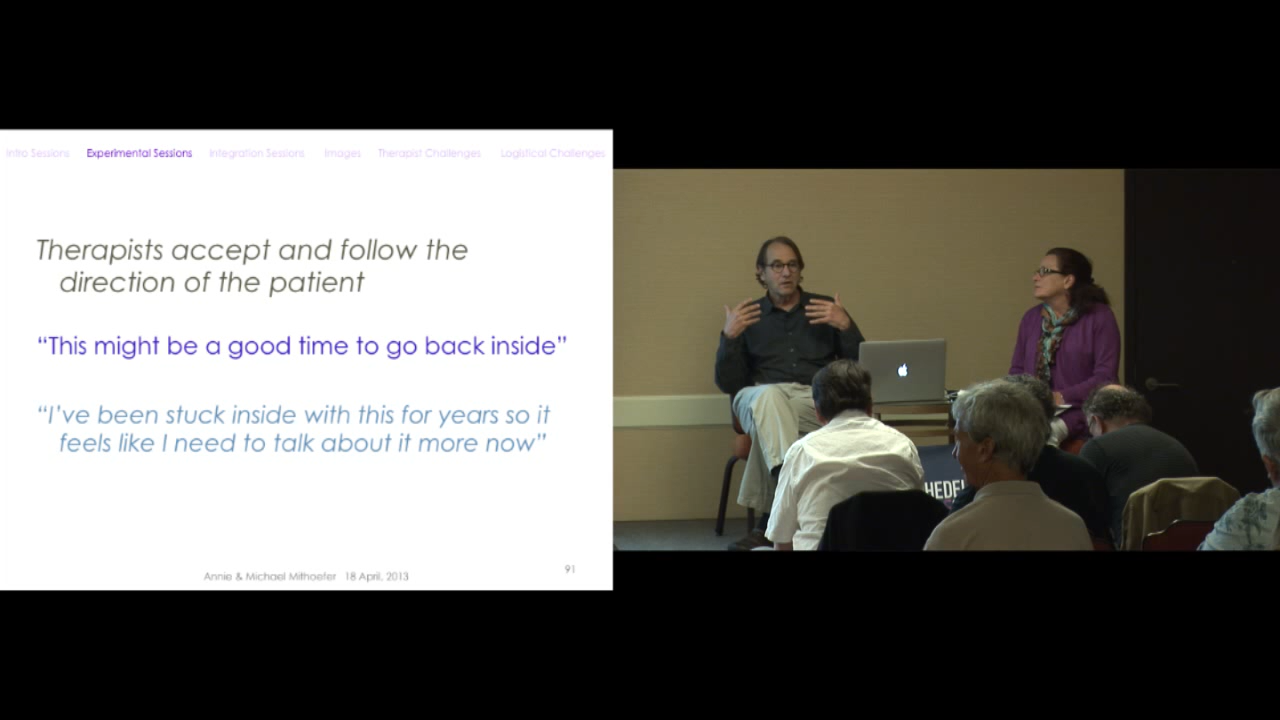 Intro Sessions Experimental Sessions Integration Sessions Images Therapist Challenges Logistical Challenges
Therapists accept and follow the
direction of the patient
“This might be a good time to go back inside”
“I’ve been stuck inside with this for years so it
feels like I need to talk about it more now”
Annie & Michael Mithoefer 18 April, 2013
91
HEDEL